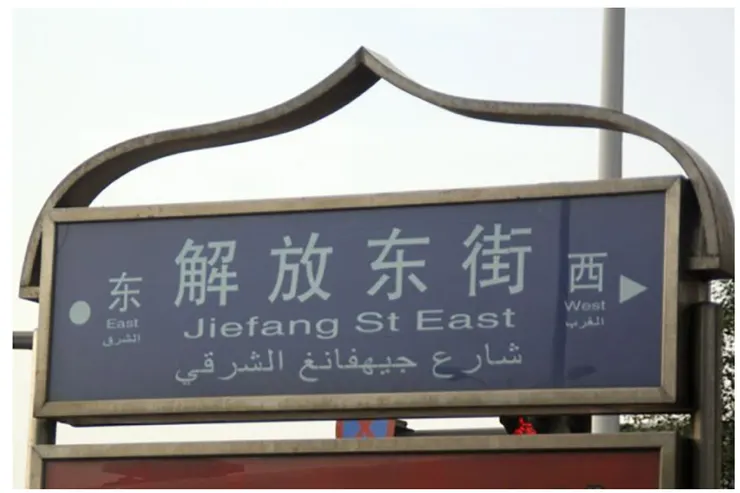 东
East
الشرق
解放东街
Jiefang St East
شارع جيهفانغ الشرقي
西
West
الغرب